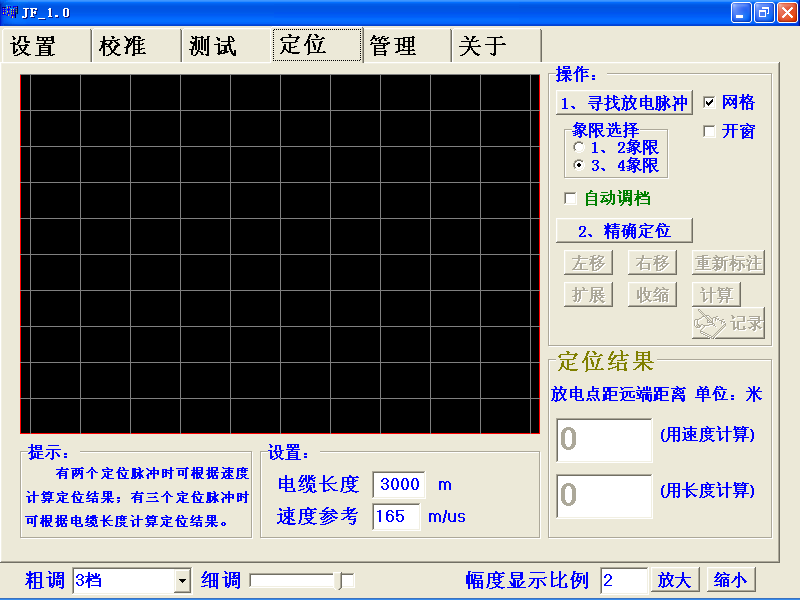 JF_1.0
设置 校准 测试 定位 管理 关于
操作：
1、寻找放电脉冲
网格
开窗
象限选择
1、2象限
3、4象限
自动调档
2、精确定位
左移 右移 重新标注
扩展 收缩 计算
记录
定位结果
放电点距远端距离 单位：米
0 (用速度计算)
0 (用长度计算)
提示：
有两个定位脉冲时可根据速度
计算定位结果；有三个定位脉冲时
可根据电缆长度计算定位结果。
设置：
电缆长度 3000 m
速度参考 165 m/us
粗调 3档 细调 幅度显示比例 2 放大 缩小